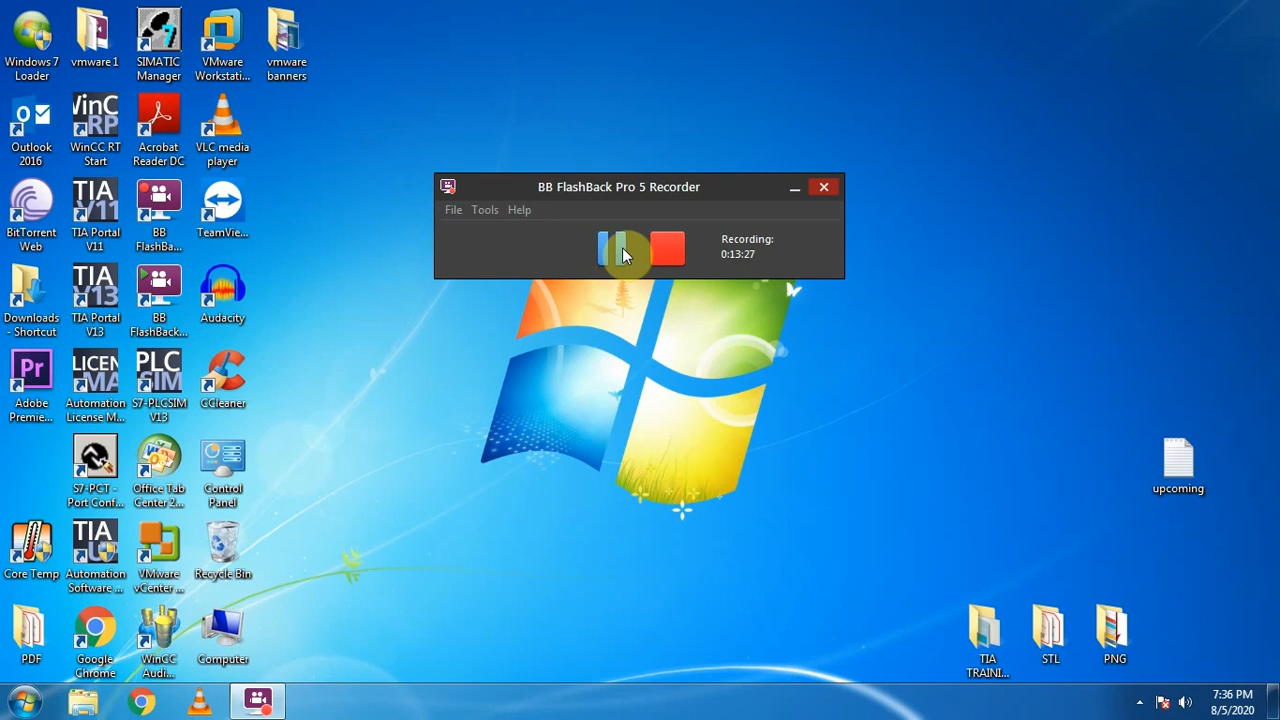 Windows 7
Loader
vmware 1
SIMATIC
Manager
VMware
Workstati...
vmware
banners
Outlook
2016
WinCC RT
Start
Acrobat
Reader DC
VLC media
player
BitTorrent
Web
TIA Portal
V11
BB
FlashBa...
TeamVie...
Downloads
- Shortcut
TIA Portal
V13
BB
FlashBack...
Audacity
Adobe
Premie...
Automation
License M...
S7-PLCSIM
V13
CCleaner
S7-PCT -
Port Conf...
Office Tab
Center 2...
Control
Panel
Core Temp
Automation
Software ...
VMware
vCenter ...
Recycle Bin
PDF
Google
Chrome
WinCC
Audi...
Computer
BB FlashBack Pro 5 Recorder
File Tools Help
Recording:
0:13:27
upcoming
TIA
TRAINI...
STL
PNG
7:36 PM
8/5/2020